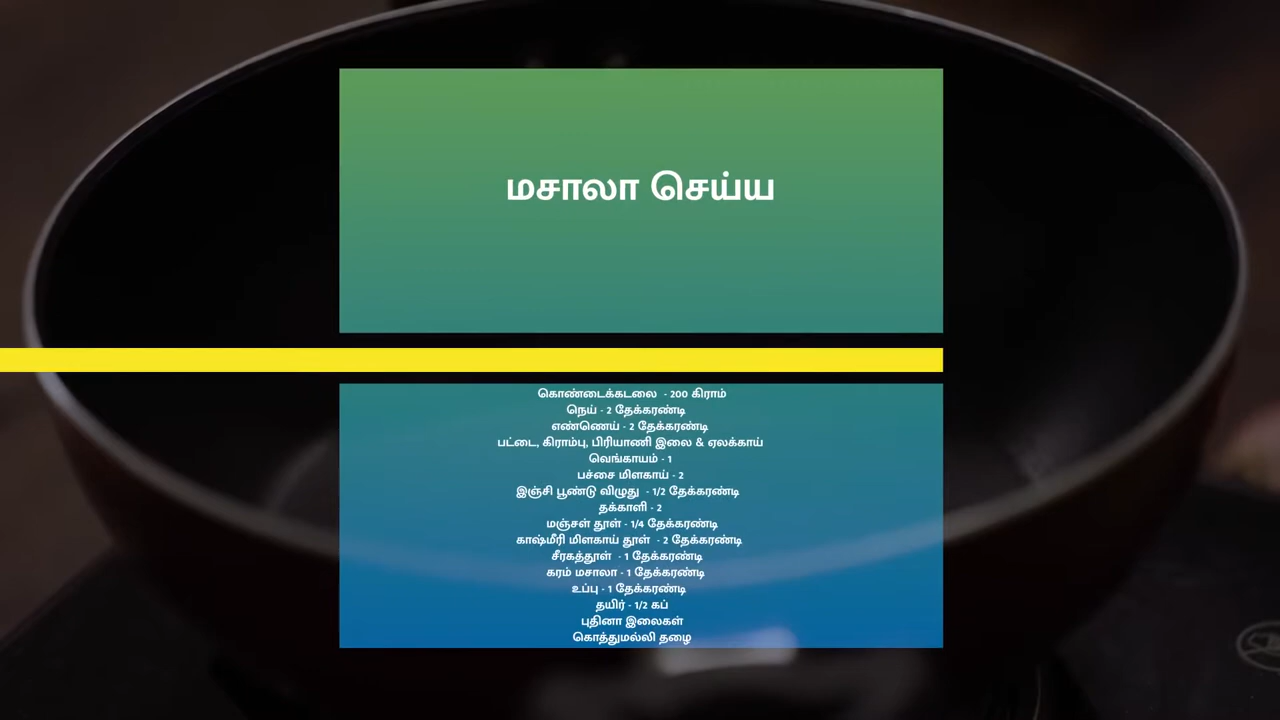 மசாலா செய்ய
கொண்டைக்கடலை - 200 கிராம்
நெய் - 2 தேக்கரண்டி
எண்ணெய் - 2 தேக்கரண்டி
பட்டை, கிராம்பு, பிரியாணி இலை & ஏலக்காய்
வெங்காயம் - 1
பச்சை மிளகாய் - 2
இஞ்சி பூண்டு விழுது - 1/2 தேக்கரண்டி
தக்காளி - 2
மஞ்சள் தூள் - 1/4 தேக்கரண்டி
காஷ்மீரி மிளகாய் தூள் - 2 தேக்கரண்டி
சீரகத்தூள் - 1 தேக்கரண்டி
கரம் மசாலா - 1 தேக்கரண்டி
உப்பு - 1 தேக்கரண்டி
தயிர் - 1/2 கப்
புதினா இலைகள்
கொத்துமல்லி தழை